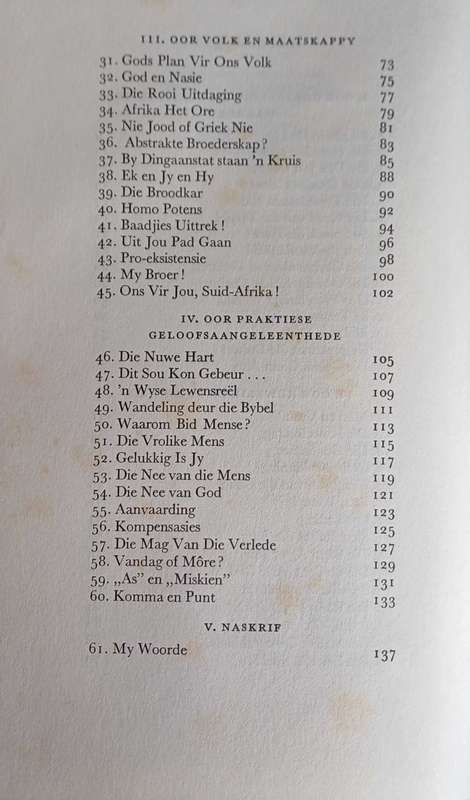 III. OOR VOLK EN MAATSKAPPY
31. Gods Plan Vir Ons Volk 73
32. God en Nasie 75
33. Die Rooi Uitdaging 77
34. Afrika Het Ore 79
35. Nie Jood of Griek Nie 81
36. Abstrakte Broederskap? 83
37. By Dingaanstat staan 'n Kruis 85
38. Ek en Jy en Hy 88
39. Die Broodkar 90
40. Homo Potens 92
41. Baadjies Uittrek! 94
42. Uit Jou Pad Gaan 96
43. Pro-eksistensie 98
44. My Broer! 100
45. Ons Vir Jou, Suid-Afrika! 102
IV. OOR PRAKTIESE
GELOOFSAANGELEENTHEDE
46. Die Nuwe Hart 105
47. Dit Sou Kon Gebeur . . . 107
48. 'n Wyse Lewensreël 109
49. Wandeling deur die Bybel 111
50. Waarom Bid Mense? 113
51. Die Vrolike Mens 115
52. Gelukkig Is Jy 117
53. Die Nee van die Mens 119
54. Die Nee van God 121
55. Aanvaarding 123
56. Kompensasies 125
57. Die Mag Van Die Verlede 127
58. Vandag of Môre? 129
59. „As” en „Miskien” 131
60. Komma en Punt 133
V. NASKRIF
61. My Woorde 137